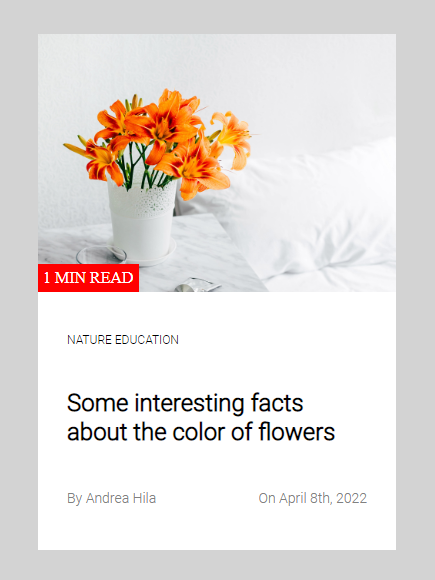 1 MIN READ
NATURE EDUCATION
Some interesting facts
about the color of flowers
By Andrea Hila
On April 8th, 2022